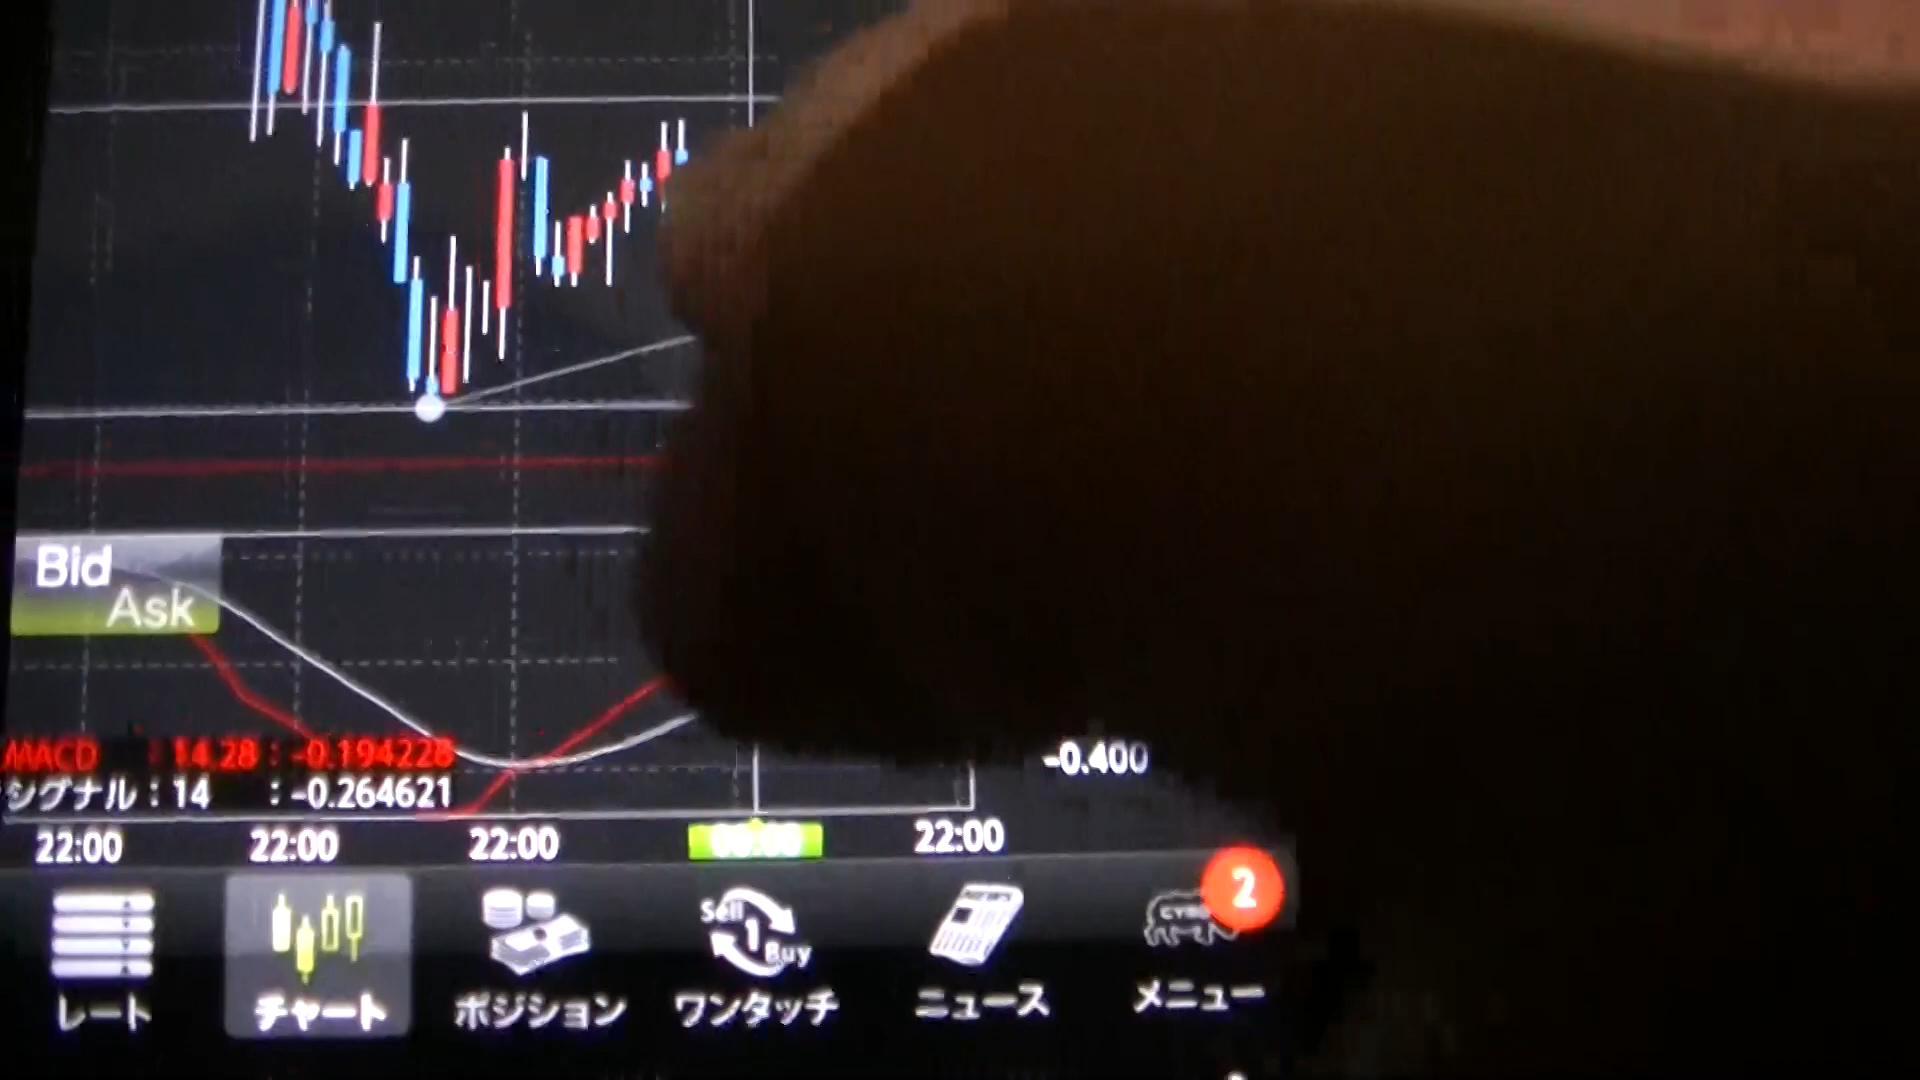 Bid
Ask
MACD : 14.28 : -0.194228
シグナル : 14 : -0.264621
-0.400
22:00 22:00 22:00 00:00 22:00
2
Sell 1 Buy
レート チャート ポジション ワンタッチ ニュース メニュー